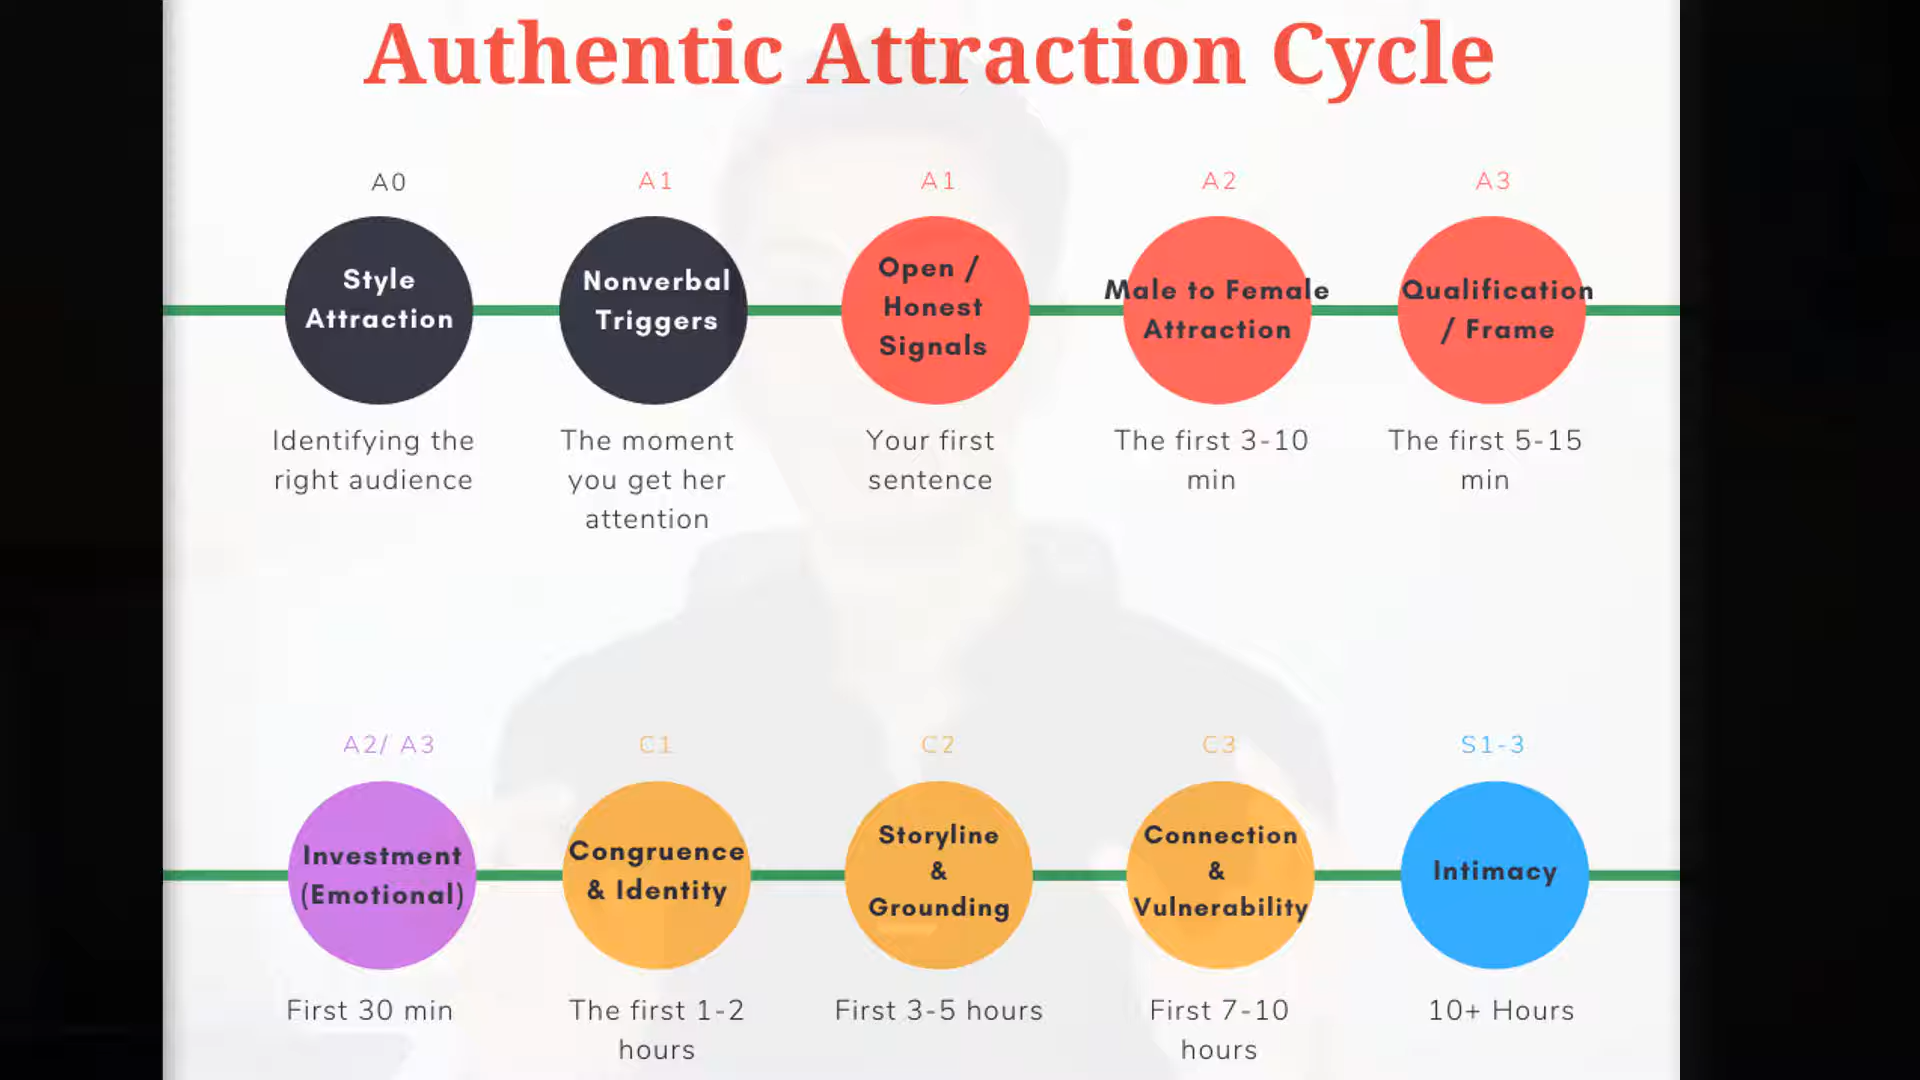 Authentic Attraction Cycle
A0
A1
A1
A2
A3
Style
Attraction
Nonverbal
Triggers
Open /
Honest
Signals
Male to Female
Attraction
Qualification
/ Frame
Identifying the
right audience
The moment
you get her
attention
Your first
sentence
The first 3-10
min
The first 5-15
min
A2/ A3
C1
C2
C3
S1-3
Investment
(Emotional)
Congruence
& Identity
Storyline
&
Grounding
Connection
&
Vulnerability
Intimacy
First 30 min
The first 1-2
hours
First 3-5 hours
First 7-10
hours
10+ Hours